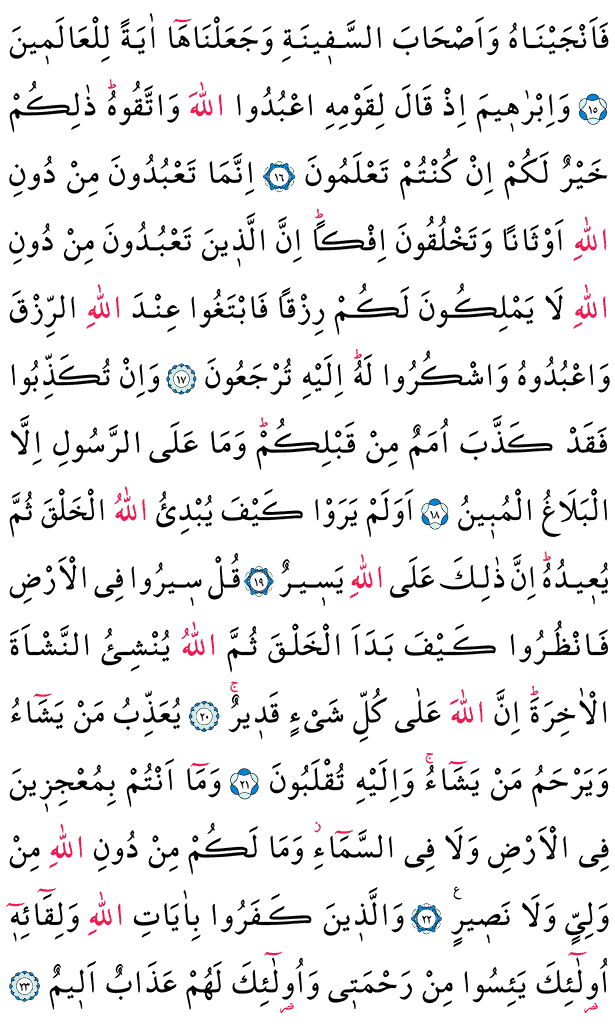 فَاَنْجَيْنَاهُ وَاَصْحَابَ السَّفٖينَةِ وَجَعَلْنَاهَٓا اٰيَةً لِلْعَالَمٖينَ
﴿١٥﴾ وَاِبْرٰهٖيمَ اِذْ قَالَ لِقَوْمِهِ اعْبُدُوا اللّٰهَ وَاتَّقُوهُؕ ذٰلِكُمْ
خَيْرٌ لَكُمْ اِنْ كُنْتُمْ تَعْلَمُونَ ﴿١٦﴾ اِنَّمَا تَعْبُدُونَ مِنْ دُونِ
اللّٰهِ اَوْثَانًا وَتَخْلُقُونَ اِفْكًاؕ اِنَّ الَّذٖينَ تَعْبُدُونَ مِنْ دُونِ
اللّٰهِ لَا يَمْلِكُونَ لَكُمْ رِزْقًا فَابْتَغُوا عِنْدَ اللّٰهِ الرِّزْقَ
وَاعْبُدُوهُ وَاشْكُرُوا لَهُؕ اِلَيْهِ تُرْجَعُونَ ﴿١٧﴾ وَاِنْ تُكَذِّبُوا
فَقَدْ كَذَّبَ اُمَمٌ مِنْ قَبْلِكُمْؕ وَمَا عَلَى الرَّسُولِ اِلَّا
الْبَلَاغُ الْمُبٖينُ ﴿١٨﴾ اَوَلَمْ يَرَوْا كَيْفَ يُبْدِئُ اللّٰهُ الْخَلْقَ ثُمَّ
يُعٖيدُهُؕ اِنَّ ذٰلِكَ عَلَى اللّٰهِ يَسٖيرٌ ﴿١٩﴾ قُلْ سٖيرُوا فِى الْاَرْضِ
فَانْظُرُوا كَيْفَ بَدَاَ الْخَلْقَ ثُمَّ اللّٰهُ يُنْشِئُ النَّشْاَةَ
الْاٰخِرَةَؕ اِنَّ اللّٰهَ عَلٰى كُلِّ شَیْءٍ قَدٖيرٌۚ ﴿٢٠﴾ يُعَذِّبُ مَنْ يَشَٓاءُ
وَيَرْحَمُ مَنْ يَشَٓاءُۚ وَاِلَيْهِ تُقْلَبُونَ ﴿٢١﴾ وَمَٓا اَنْتُمْ بِمُعْجِزٖينَ
فِى الْاَرْضِ وَلَا فِى السَّمَٓاءِؗ وَمَا لَكُمْ مِنْ دُونِ اللّٰهِ مِنْ
وَلِىٍّ وَلَا نَصٖيرٍࣖ ﴿٢٢﴾ وَالَّذٖينَ كَفَرُوا بِاٰيَاتِ اللّٰهِ وَلِقَٓائِهٖٓ
اُولٰٓئِكَ يَئِسُوا مِنْ رَحْمَتٖى وَاُولٰٓئِكَ لَهُمْ عَذَابٌ اَلٖيمٌ ﴿٢٣﴾